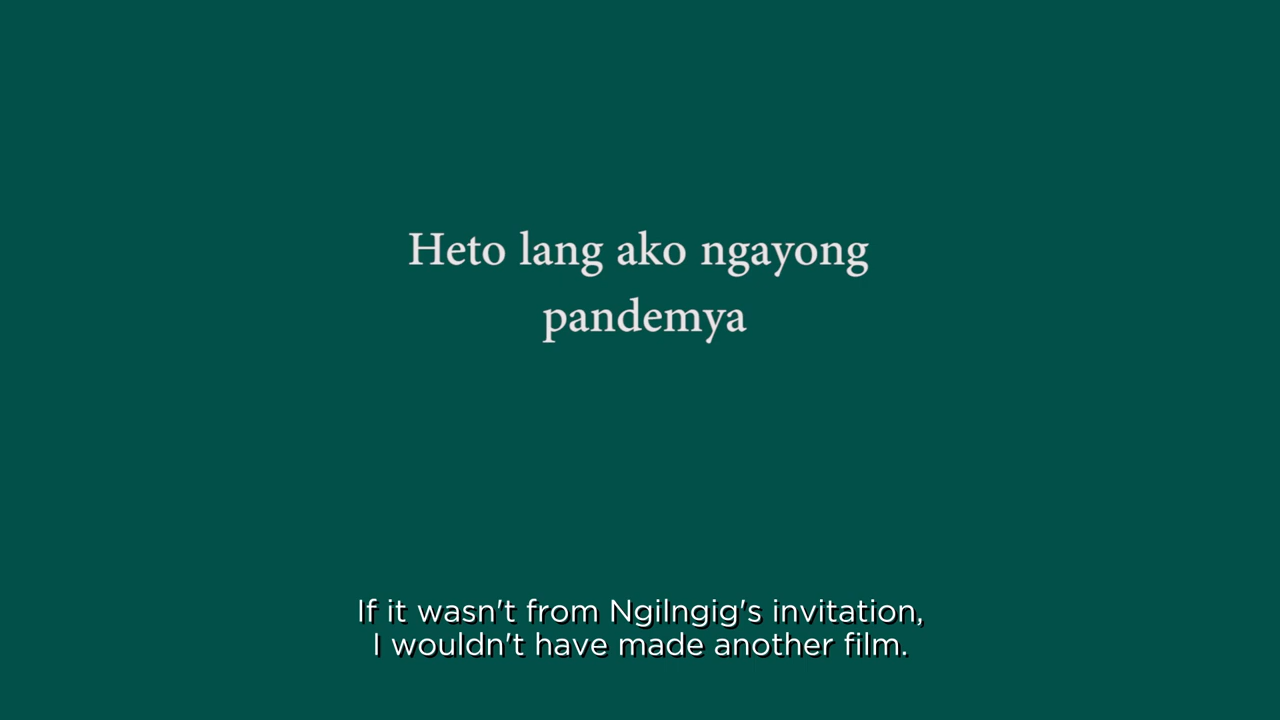 Heto lang ako ngayong
pandemya
If it wasn't from Ngilngig's invitation,
I wouldn't have made another film.